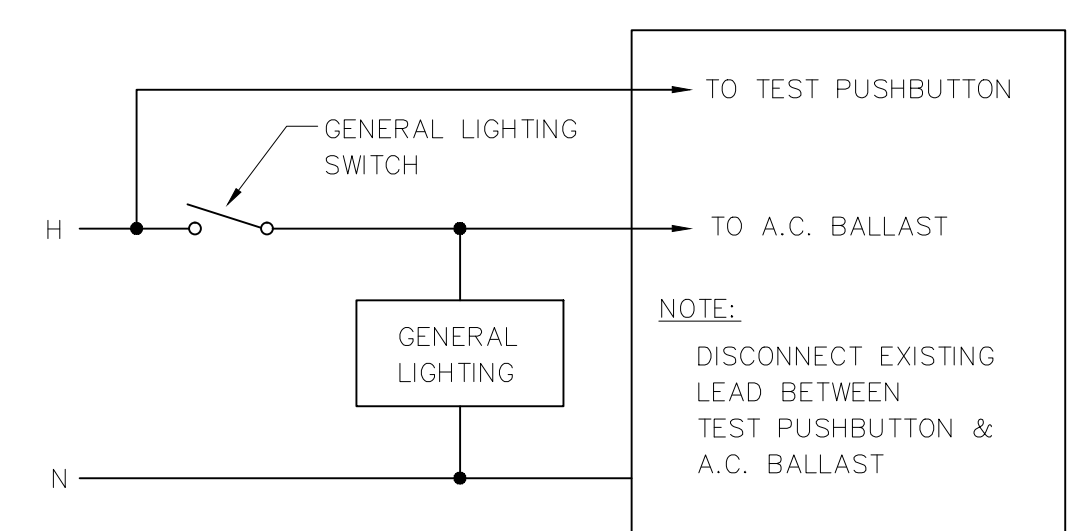 TO TEST PUSHBUTTON
GENERAL LIGHTING
SWITCH
H
TO A.C. BALLAST
NOTE:
GENERAL
LIGHTING
DISCONNECT EXISTING
LEAD BETWEEN
TEST PUSHBUTTON &
A.C. BALLAST
N